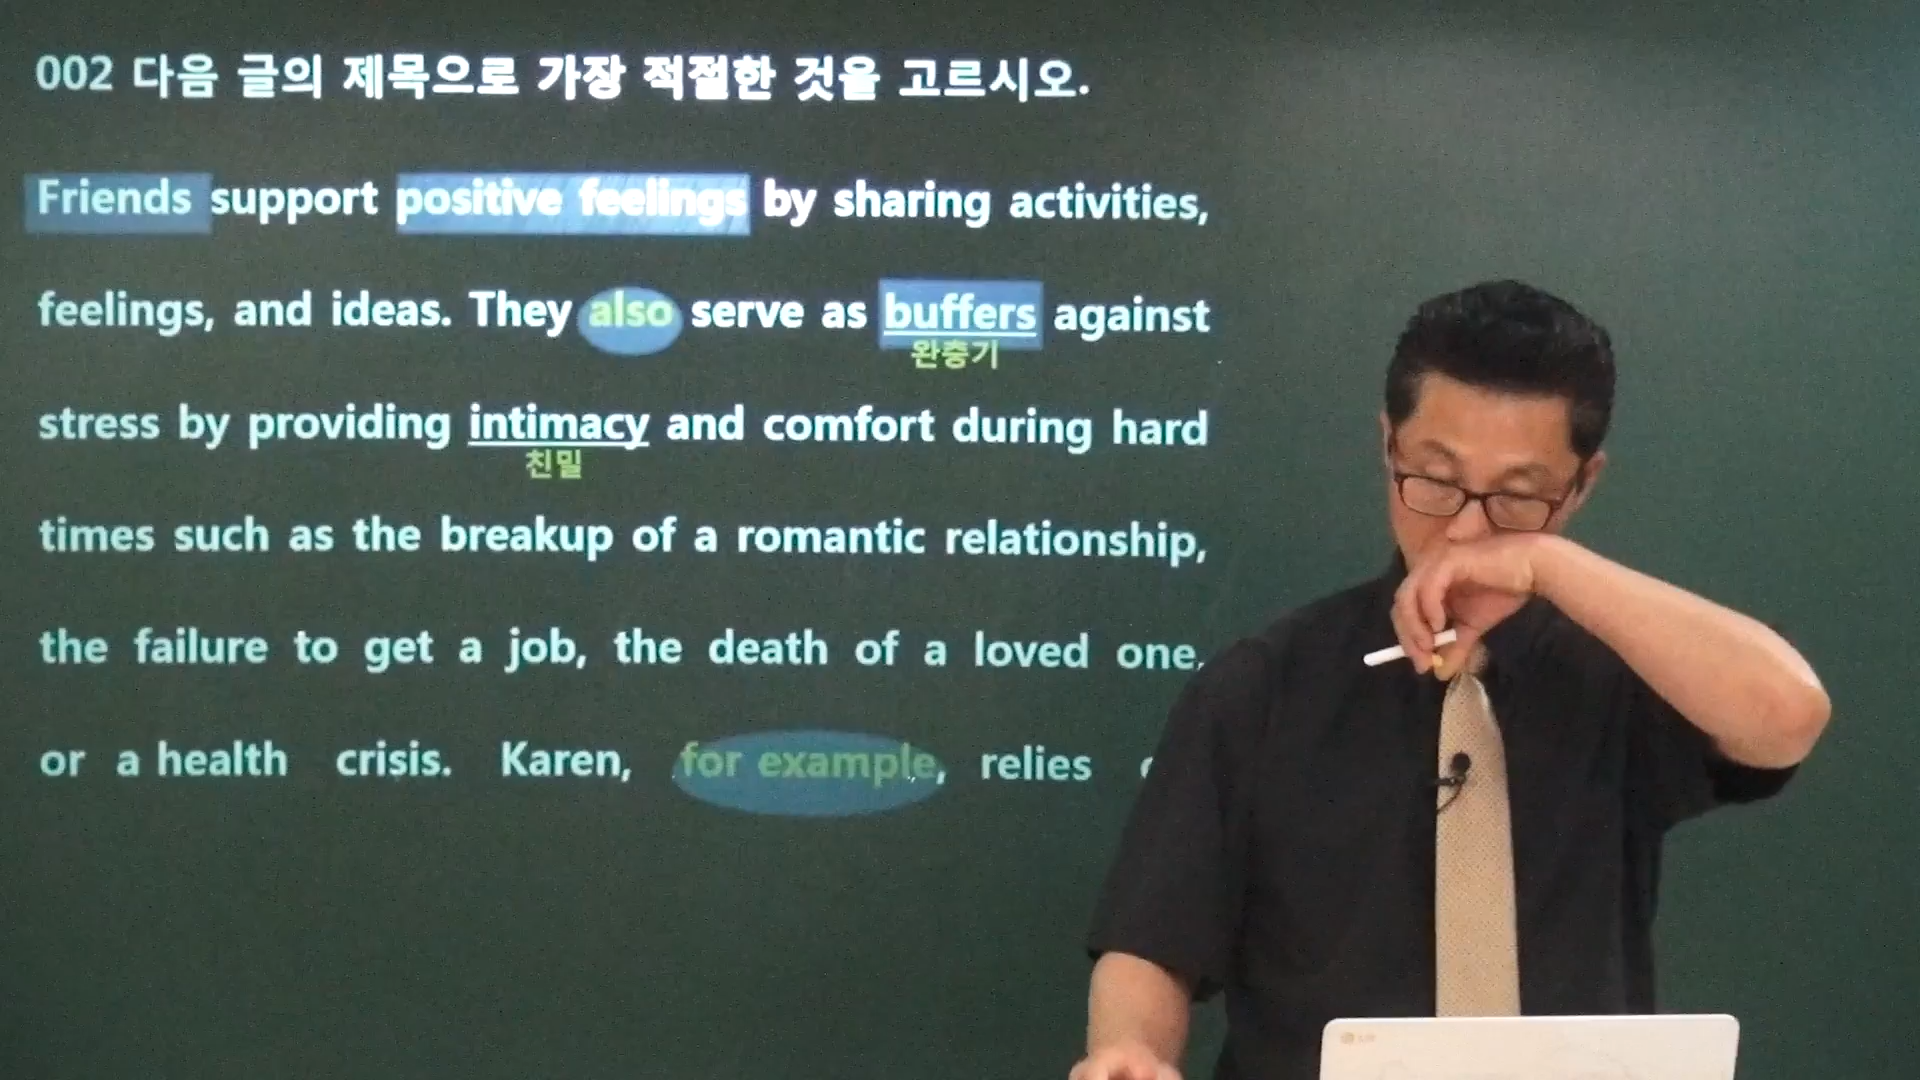 002 다음 글의 제목으로 가장 적절한 것을 고르시오.
Friends support positive feelings by sharing activities,
feelings, and ideas. They also serve as buffers against
완충기
stress by providing intimacy and comfort during hard
친밀
times such as the breakup of a romantic relationship,
the failure to get a job, the death of a loved one,
or a health crisis. Karen, for example, relies